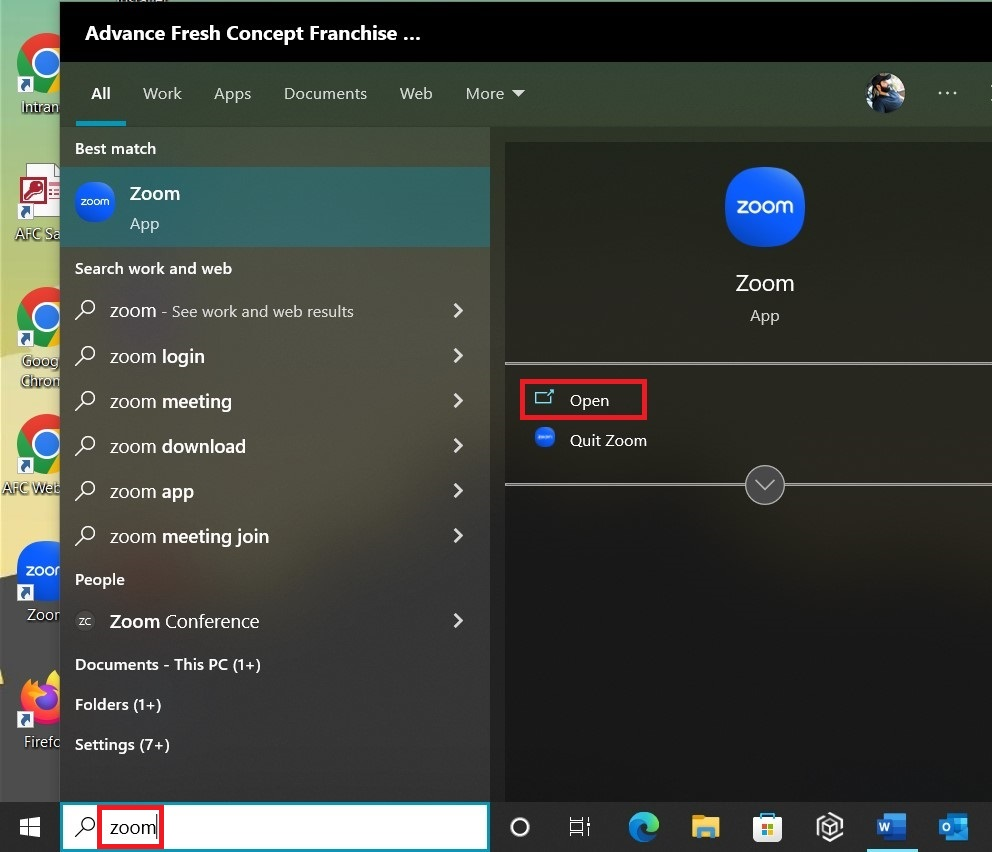 Advance Fresh Concept Franchise ...
All Work Apps Documents Web More
Best match
zoom
Zoom
App
zoom
Zoom
App
Search work and web
zoom - See work and web results
zoom login
zoom meeting
zoom download
zoom app
zoom meeting join
People
ZC Zoom Conference
Documents - This PC (1+)
Folders (1+)
Settings (7+)
Open
Quit Zoom
Intran
AFC Sa
Goog
Chrom
AFC Web
zoom
Zoor
Firefo
zoom